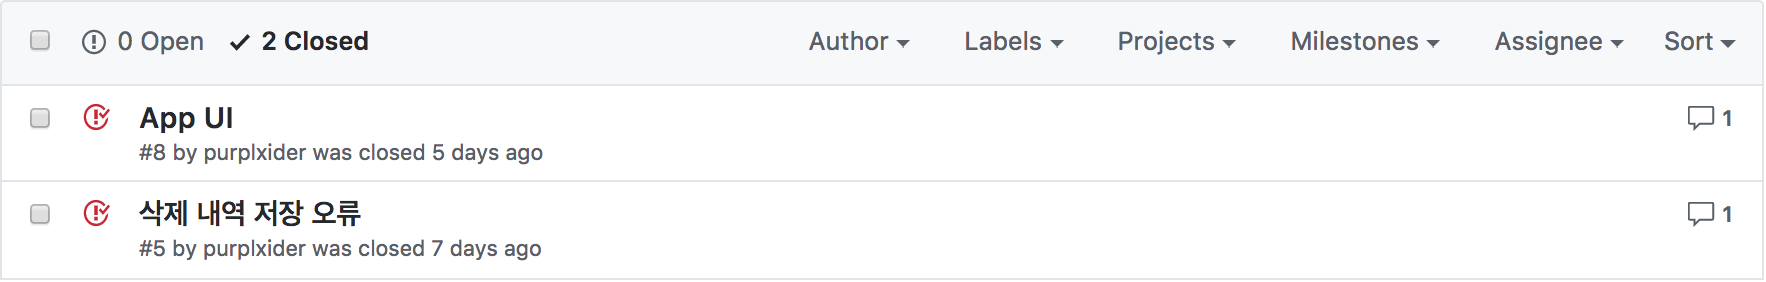 0 Open 2 Closed Author Labels Projects Milestones Assignee Sort
App UI 1
#8 by purplxider was closed 5 days ago
삭제 내역 저장 오류 1
#5 by purplxider was closed 7 days ago